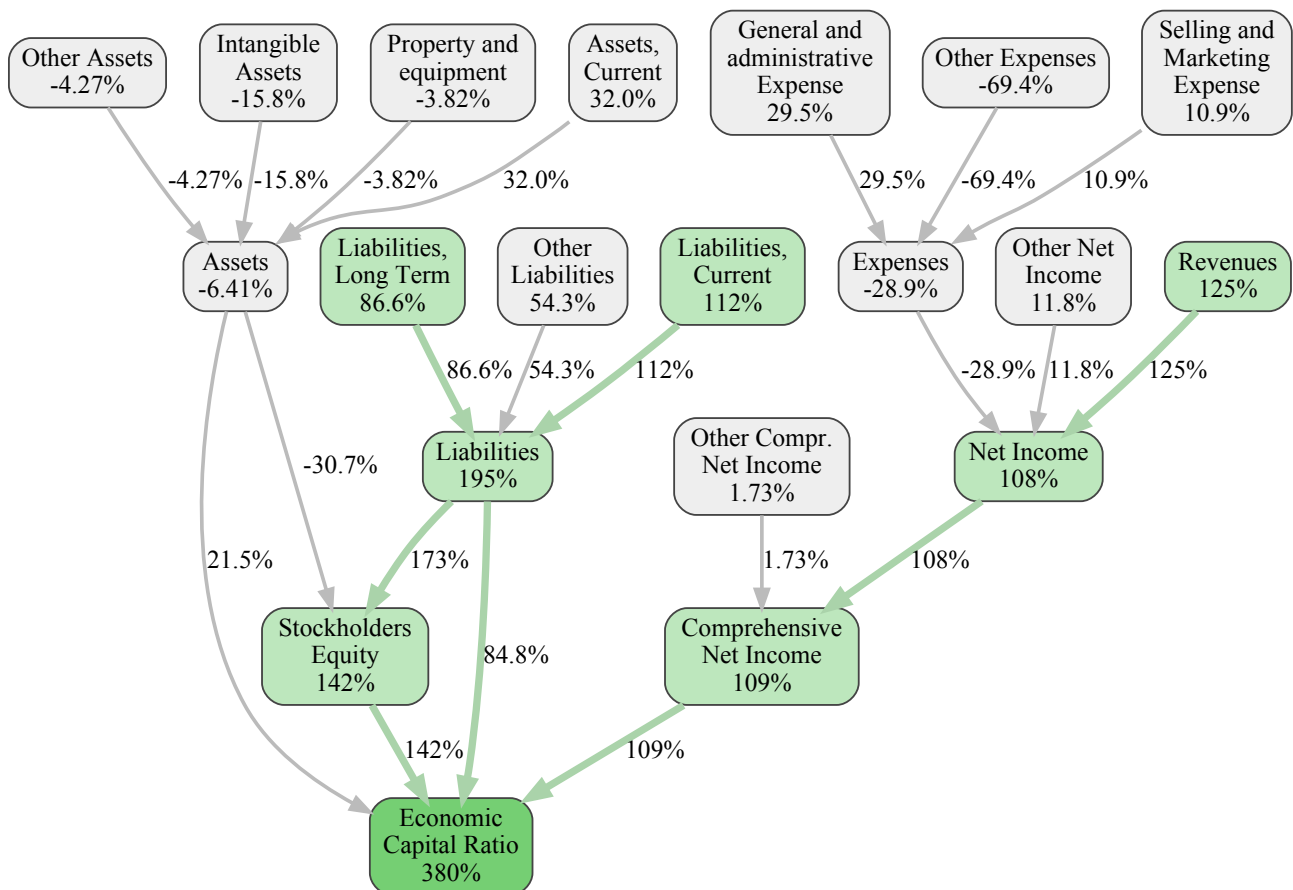 Other Assets
-4.27%
Intangible
Assets
-15.8%
Property and
equipment
-3.82%
Assets,
Current
32.0%
General and
administrative
Expense
29.5%
Other Expenses
-69.4%
Selling and
Marketing
Expense
10.9%
-4.27%
-15.8%
-3.82%
32.0%
29.5%
-69.4%
10.9%
Assets
-6.41%
Liabilities,
Long Term
86.6%
Other
Liabilities
54.3%
Liabilities,
Current
112%
Expenses
-28.9%
Other Net
Income
11.8%
Revenues
125%
86.6%
54.3%
112%
-28.9%
11.8%
125%
-30.7%
Liabilities
195%
Other Compr.
Net Income
1.73%
Net Income
108%
21.5%
173%
1.73%
108%
Stockholders
Equity
142%
84.8%
Comprehensive
Net Income
109%
142%
109%
Economic
Capital Ratio
380%